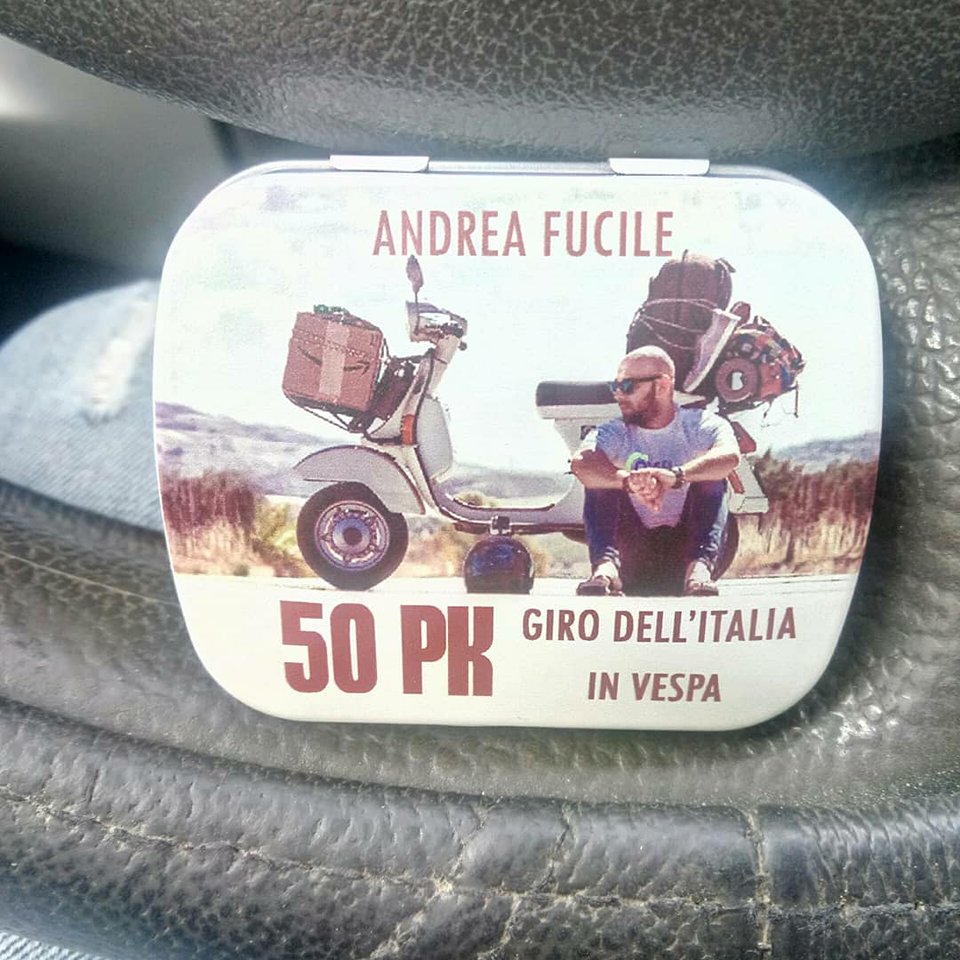 ANDREA FUCILE
50 PK
GIRO DELL'ITALIA
IN VESPA